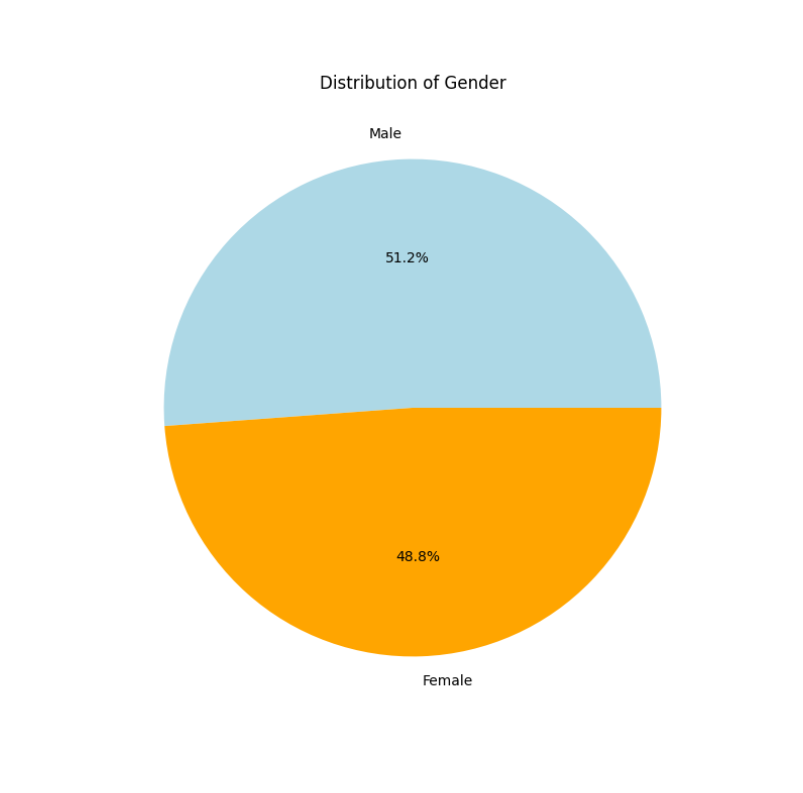 Distribution of Gender
Male
51.2%
48.8%
Female